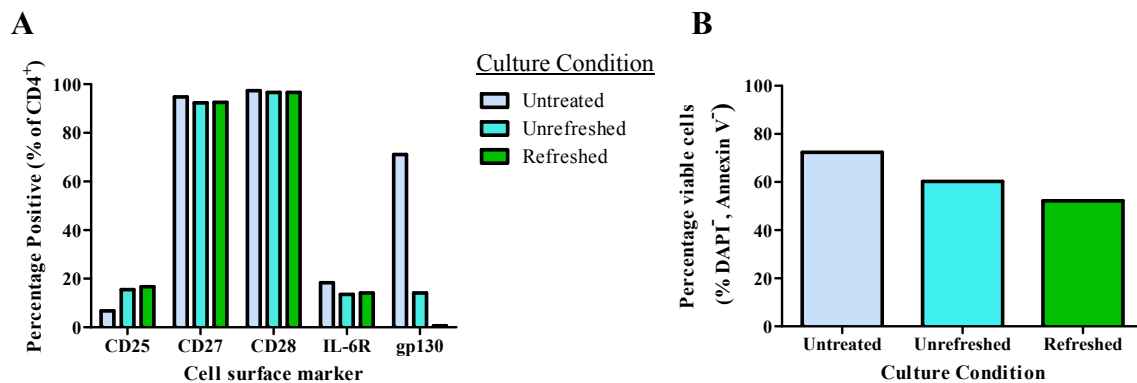 A
Percentage Positive (% of CD4⁺)
100
80
60
40
20
0
CD25 CD27 CD28 IL-6R gp130
Cell surface marker
Culture Condition
Untreated
Unrefreshed
Refreshed
B
Percentage viable cells
(% DAPI⁻, Annexin V⁻)
100
80
60
40
20
0
Untreated Unrefreshed Refreshed
Culture Condition